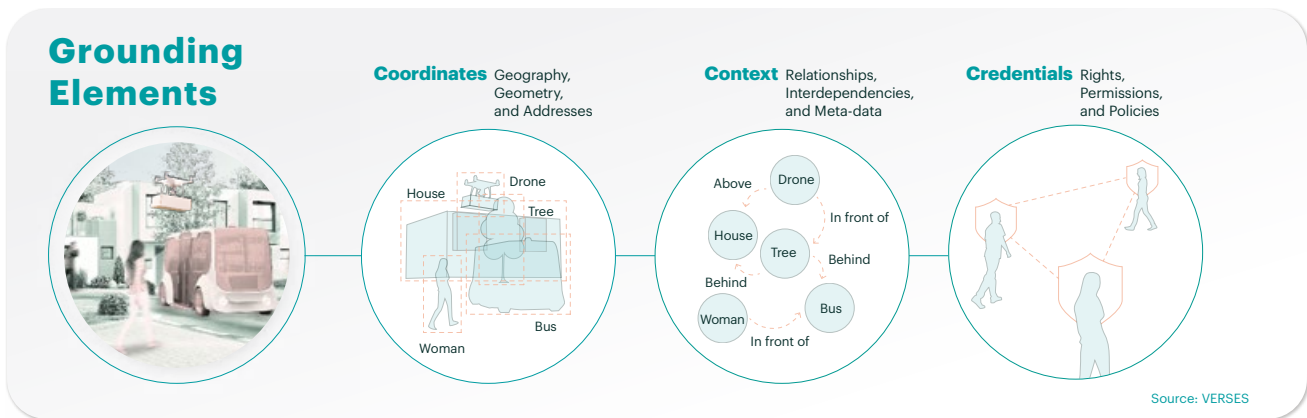 Grounding
Elements
Coordinates Geography,
Geometry,
and Addresses
House
Drone
Tree
Bus
Woman
Context Relationships,
Interdependencies,
and Meta-data
Above
Drone
In front of
House
Tree
Behind
Behind
Woman
Bus
In front of
Credentials Rights,
Permissions,
and Policies
Source: VERSES